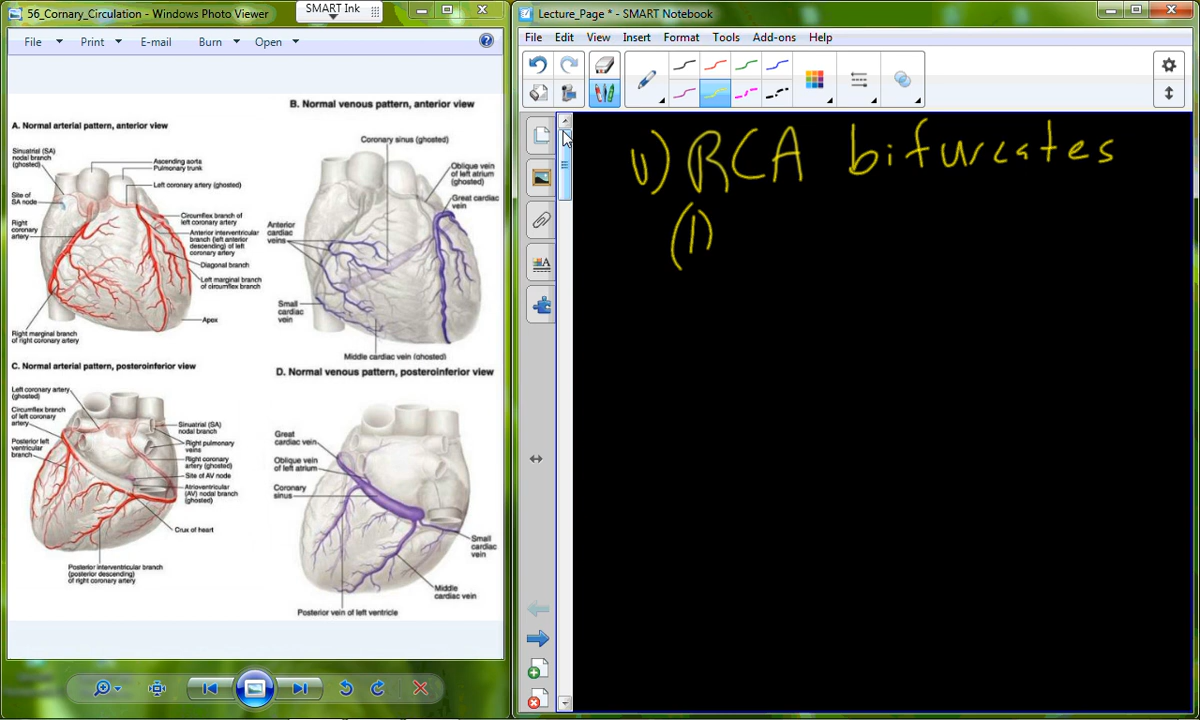 56_Cornary_Circulation - Windows Photo Viewer
SMART Ink
File Print E-mail Burn Open
A. Normal arterial pattern, anterior view
Sinuatrial (SA)
nodal branch
(ghosted)
Site of
SA node
Right
coronary
artery
Right marginal branch
of right coronary artery
Ascending aorta
Pulmonary trunk
Left coronary artery (ghosted)
Circumflex branch of
left coronary artery
Anterior interventricular
branch (left anterior
descending) of left
coronary artery
Diagonal branch
Left marginal branch
of circumflex branch
Apex
B. Normal venous pattern, anterior view
Coronary sinus (ghosted)
Oblique vein
of left atrium
(ghosted)
Great cardiac
vein
Anterior
cardiac
veins
Small
cardiac
vein
Middle cardiac vein (ghosted)
C. Normal arterial pattern, posteroinferior view
Left coronary artery
(ghosted)
Circumflex branch
of left coronary
artery
Posterior left
ventricular
branch
Sinuatrial (SA)
nodal branch
Right pulmonary
veins
Right coronary
artery (ghosted)
Site of AV node
Atrioventricular
(AV) nodal branch
(ghosted)
Crux of heart
Posterior interventricular branch
(posterior descending)
of right coronary artery
D. Normal venous pattern, posteroinferior view
Great
cardiac vein
Oblique vein
of left atrium
Coronary
sinus
Small
cardiac
vein
Middle
cardiac vein
Posterior vein of left ventricle
Lecture_Page * - SMART Notebook
File Edit View Insert Format Tools Add-ons Help
RCA bifurcates
(1)